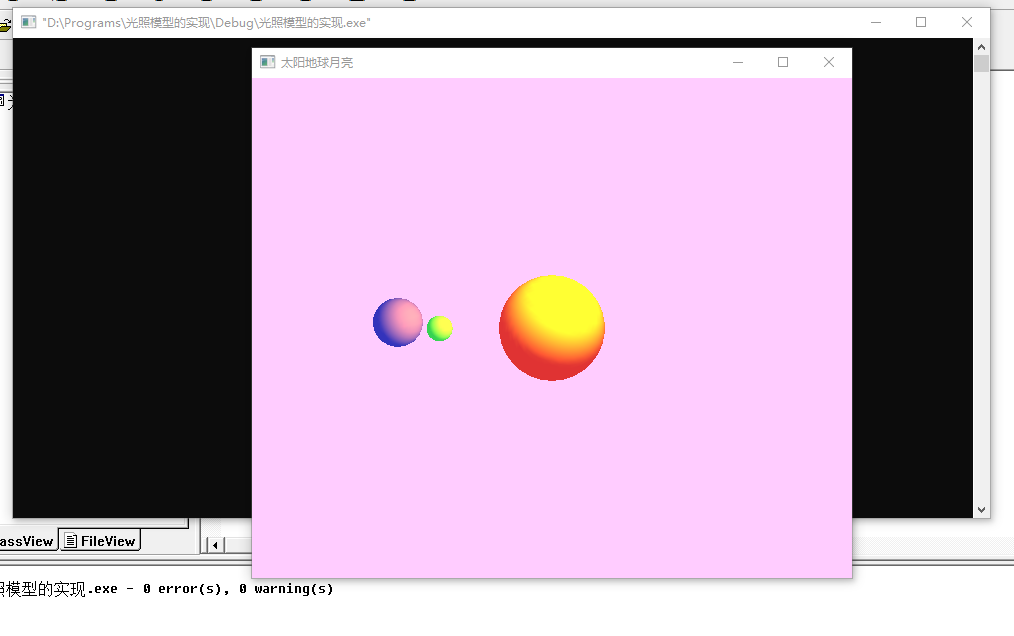 "D:\Programs\光照模型的实现\Debug\光照模型的实现.exe"
太阳地球月亮
assView
FileView
照模型的实现.exe - 0 error(s), 0 warning(s)